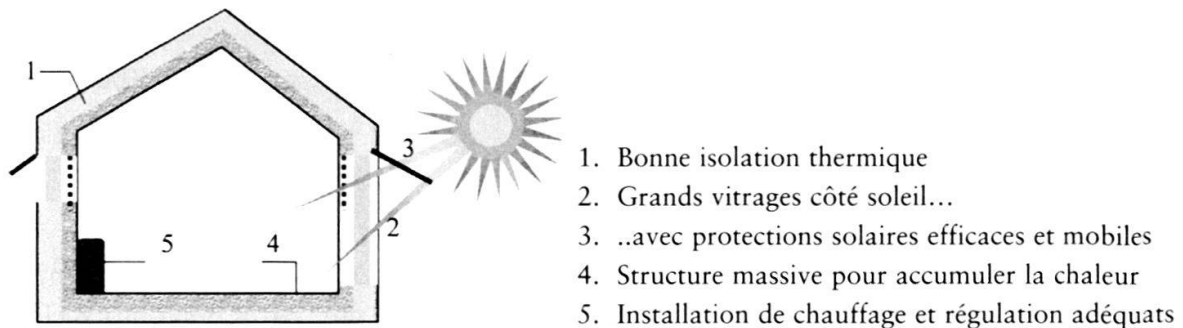 1
3
2
5
4
1. Bonne isolation thermique
2. Grands vitrages côté soleil...
3. ..avec protections solaires efficaces et mobiles
4. Structure massive pour accumuler la chaleur
5. Installation de chauffage et régulation adéquats